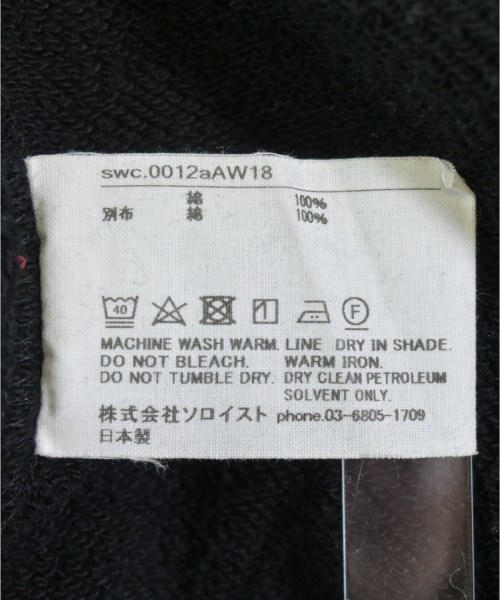 swc.0012aAW18
綿 100%
別布 綿 100%
40 F
MACHINE WASH WARM. LINE DRY IN SHADE.
DO NOT BLEACH. WARM IRON.
DO NOT TUMBLE DRY. DRY CLEAN PETROLEUM
SOLVENT ONLY.
株式会社ソロイスト phone.03-6805-1709
日本製